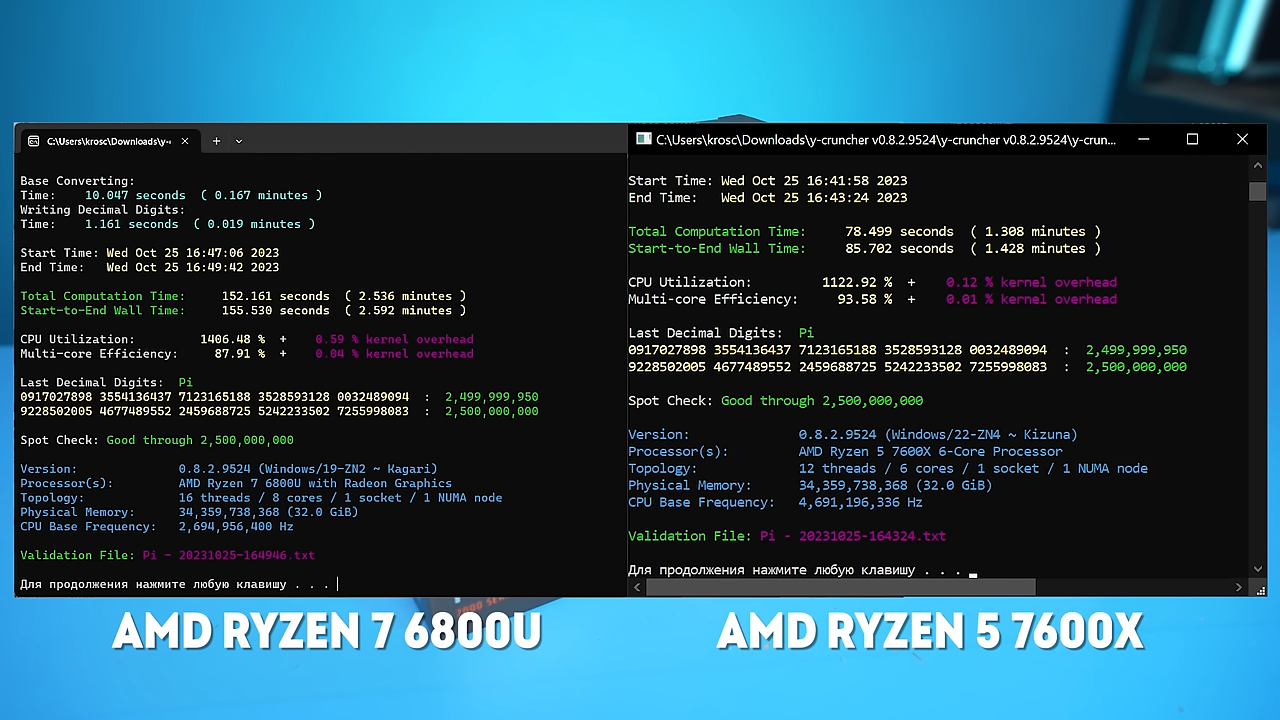 C:\Users\krosc\Downloads\y-c
Base Converting:
Time: 10.047 seconds ( 0.167 minutes )
Writing Decimal Digits:
Time: 1.161 seconds ( 0.019 minutes )
Start Time: Wed Oct 25 16:47:06 2023
End Time: Wed Oct 25 16:49:42 2023
Total Computation Time: 152.161 seconds ( 2.536 minutes )
Start-to-End Wall Time: 155.530 seconds ( 2.592 minutes )
CPU Utilization: 1406.48 % + 0.59 % kernel overhead
Multi-core Efficiency: 87.91 % + 0.04 % kernel overhead
Last Decimal Digits: Pi
0917027898 3554136437 7123165188 3528593128 0032489094 : 2,499,999,950
9228502005 4677489552 2459688725 5242233502 7255998083 : 2,500,000,000
Spot Check: Good through 2,500,000,000
Version: 0.8.2.9524 (Windows/19-ZN2 ~ Kagari)
Processor(s): AMD Ryzen 7 6800U with Radeon Graphics
Topology: 16 threads / 8 cores / 1 socket / 1 NUMA node
Physical Memory: 34,359,738,368 (32.0 GiB)
CPU Base Frequency: 2,694,956,400 Hz
Validation File: Pi - 20231025-164946.txt
Для продолжения нажмите любую клавишу . . .
C:\Users\krosc\Downloads\y-cruncher v0.8.2.9524\y-cruncher v0.8.2.9524\y-crun...
Start Time: Wed Oct 25 16:41:58 2023
End Time: Wed Oct 25 16:43:24 2023
Total Computation Time: 78.499 seconds ( 1.308 minutes )
Start-to-End Wall Time: 85.702 seconds ( 1.428 minutes )
CPU Utilization: 1122.92 % + 0.12 % kernel overhead
Multi-core Efficiency: 93.58 % + 0.01 % kernel overhead
Last Decimal Digits: Pi
0917027898 3554136437 7123165188 3528593128 0032489094 : 2,499,999,950
9228502005 4677489552 2459688725 5242233502 7255998083 : 2,500,000,000
Spot Check: Good through 2,500,000,000
Version: 0.8.2.9524 (Windows/22-ZN4 ~ Kizuna)
Processor(s): AMD Ryzen 5 7600X 6-Core Processor
Topology: 12 threads / 6 cores / 1 socket / 1 NUMA node
Physical Memory: 34,359,738,368 (32.0 GiB)
CPU Base Frequency: 4,691,196,336 Hz
Validation File: Pi - 20231025-164324.txt
Для продолжения нажмите любую клавишу . . .
AMD RYZEN 7 6800U
AMD RYZEN 5 7600X